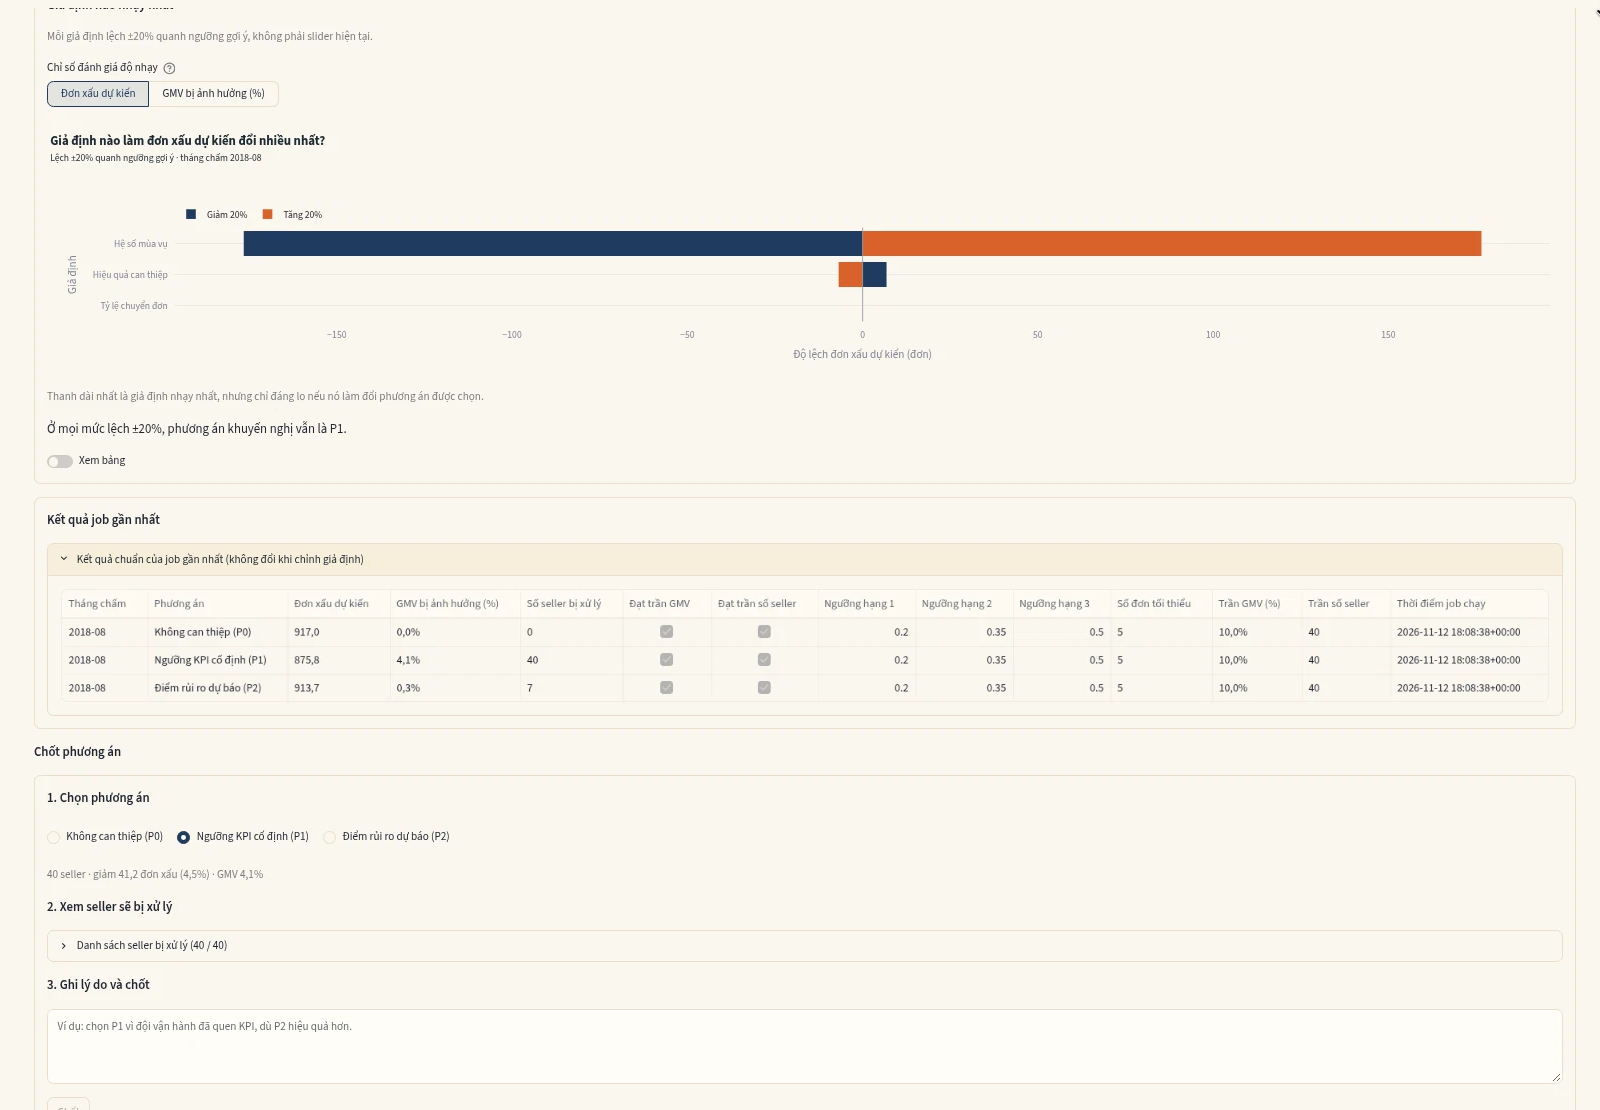 Giả định nào nhạy nhất
Mỗi giả định lệch ±20% quanh ngưỡng gợi ý, không phải slider hiện tại.
Chỉ số đánh giá độ nhạy
Đơn xấu dự kiến
GMV bị ảnh hưởng (%)
Giả định nào làm đơn xấu dự kiến đổi nhiều nhất?
Lệch ±20% quanh ngưỡng gợi ý · tháng chấm 2018-08
Giảm 20%
Tăng 20%
Giả định
Hệ số mùa vụ
Hiệu quả can thiệp
Tỷ lệ chuyển đơn
−150 −100 −50 0 50 100 150
Độ lệch đơn xấu dự kiến (đơn)
Thanh dài nhất là giả định nhạy nhất, nhưng chỉ đáng lo nếu nó làm đổi phương án được chọn.
Ở mọi mức lệch ±20%, phương án khuyến nghị vẫn là P1.
Xem bảng
Kết quả job gần nhất
Kết quả chuẩn của job gần nhất (không đổi khi chỉnh giả định)
Tháng chấm Phương án Đơn xấu dự kiến GMV bị ảnh hưởng (%) Số seller bị xử lý Đạt trần GMV Đạt trần số seller Ngưỡng hạng 1 Ngưỡng hạng 2 Ngưỡng hạng 3 Số đơn tối thiểu Trần GMV (%) Trần số seller Thời điểm job chạy
2018-08 Không can thiệp (P0) 917,0 0,0% 0 0.2 0.35 0.5 5 10,0% 40 2026-11-12 18:08:38+00:00
2018-08 Ngưỡng KPI cố định (P1) 875,8 4,1% 40 0.2 0.35 0.5 5 10,0% 40 2026-11-12 18:08:38+00:00
2018-08 Điểm rủi ro dự báo (P2) 913,7 0,3% 7 0.2 0.35 0.5 5 10,0% 40 2026-11-12 18:08:38+00:00
Chốt phương án
1. Chọn phương án
Không can thiệp (P0)
Ngưỡng KPI cố định (P1)
Điểm rủi ro dự báo (P2)
40 seller · giảm 41,2 đơn xấu (4,5%) · GMV 4,1%
2. Xem seller sẽ bị xử lý
Danh sách seller bị xử lý (40 / 40)
3. Ghi lý do và chốt
Ví dụ: chọn P1 vì đội vận hành đã quen KPI, dù P2 hiệu quả hơn.